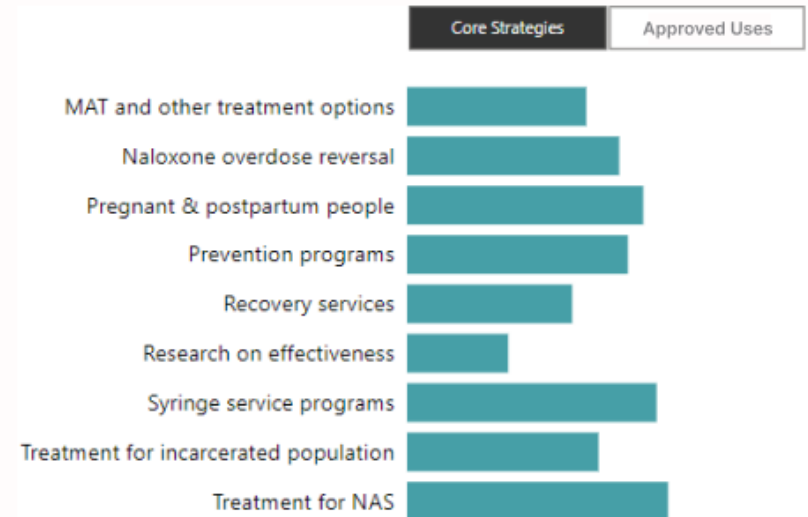 Core Strategies
Approved Uses
MAT and other treatment options
Naloxone overdose reversal
Pregnant & postpartum people
Prevention programs
Recovery services
Research on effectiveness
Syringe service programs
Treatment for incarcerated population
Treatment for NAS